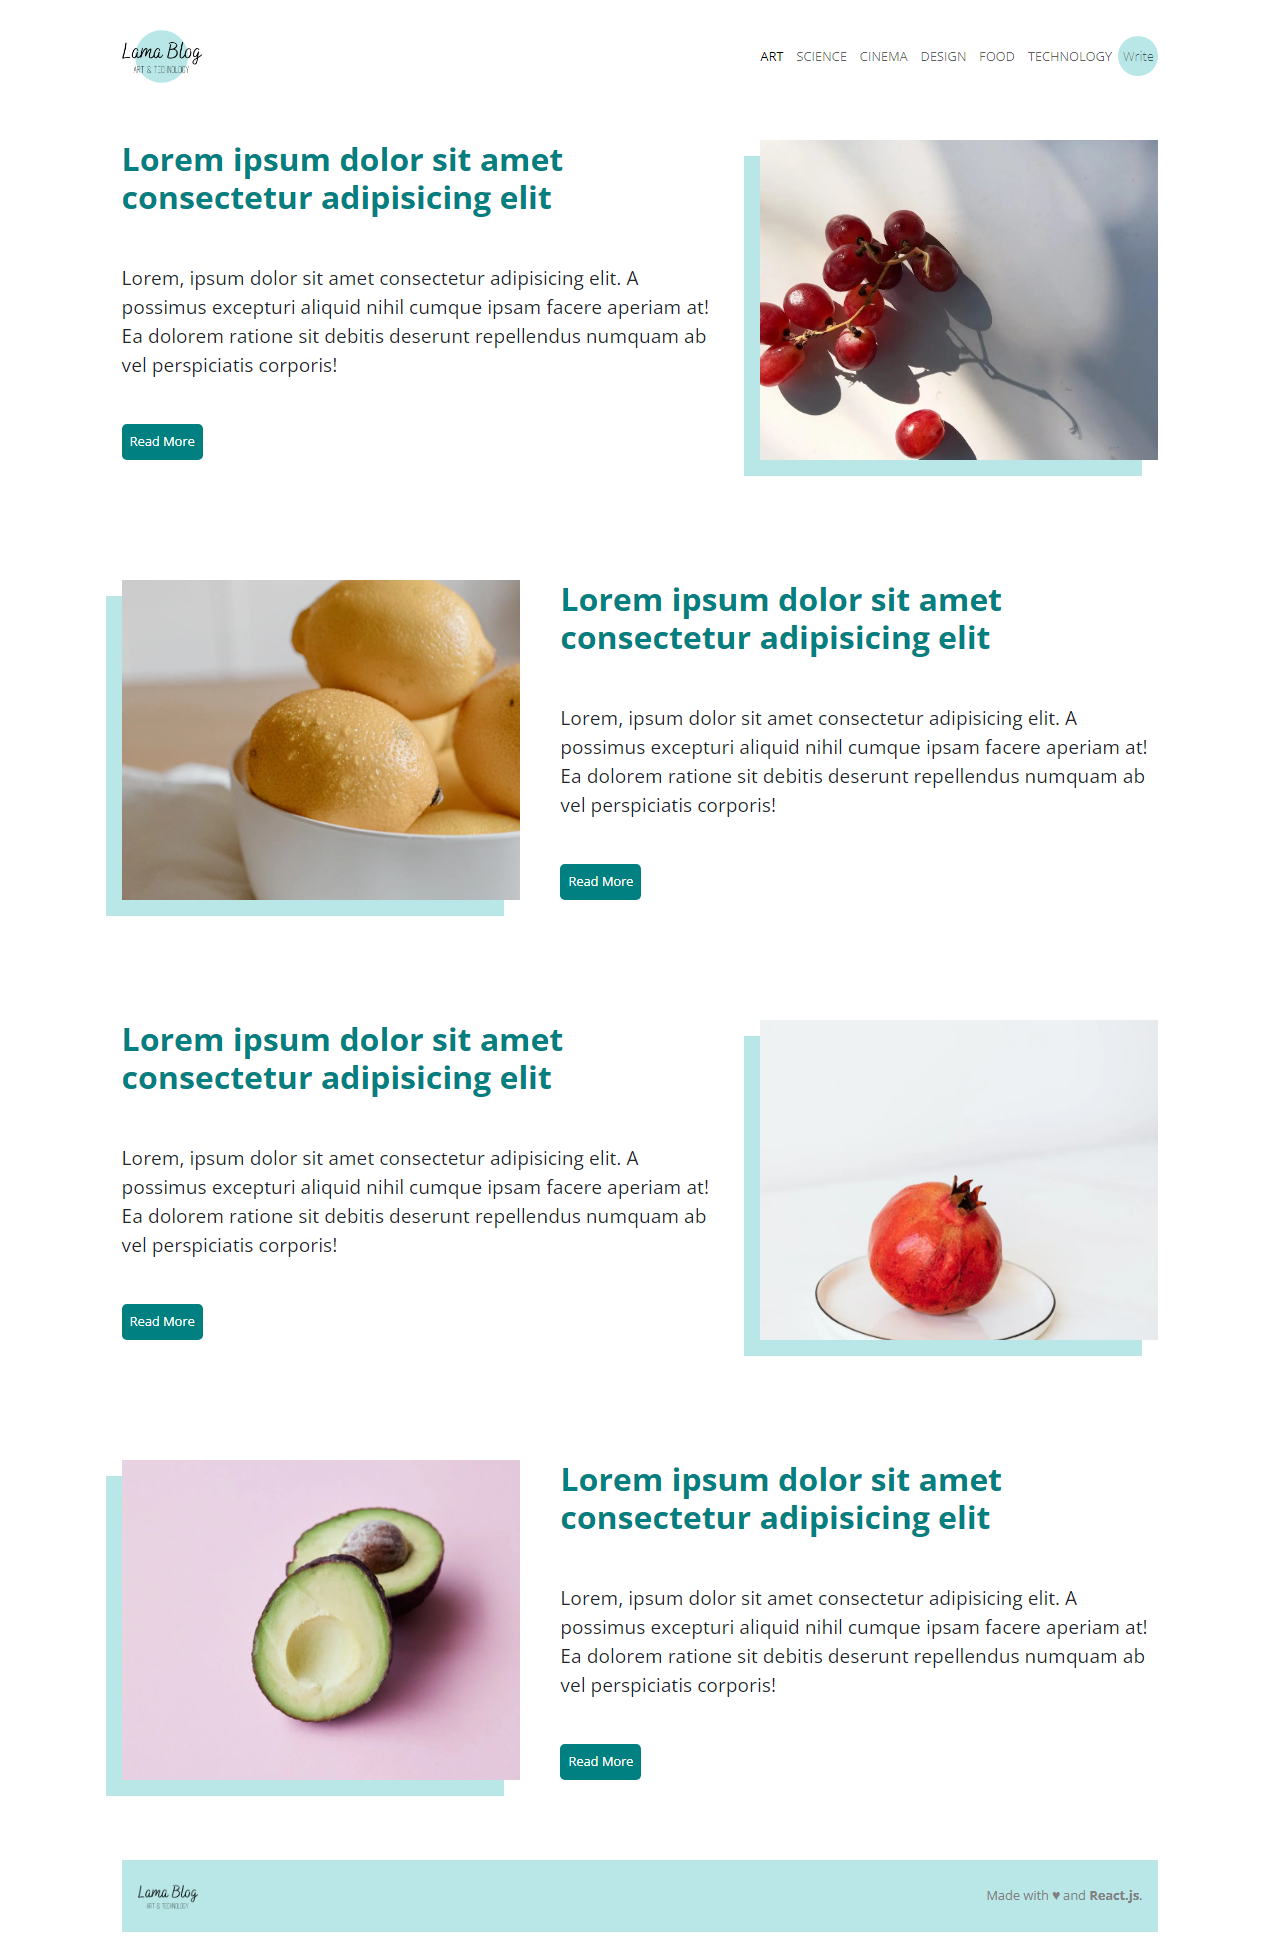 Lama Blog
ART & TECHNOLOGY
ART SCIENCE CINEMA DESIGN FOOD TECHNOLOGY Write
Lorem ipsum dolor sit amet
consectetur adipisicing elit
Lorem, ipsum dolor sit amet consectetur adipisicing elit. A
possimus excepturi aliquid nihil cumque ipsam facere aperiam at!
Ea dolorem ratione sit debitis deserunt repellendus numquam ab
vel perspiciatis corporis!
Read More
Lorem ipsum dolor sit amet
consectetur adipisicing elit
Lorem, ipsum dolor sit amet consectetur adipisicing elit. A
possimus excepturi aliquid nihil cumque ipsam facere aperiam at!
Ea dolorem ratione sit debitis deserunt repellendus numquam ab
vel perspiciatis corporis!
Read More
Lorem ipsum dolor sit amet
consectetur adipisicing elit
Lorem, ipsum dolor sit amet consectetur adipisicing elit. A
possimus excepturi aliquid nihil cumque ipsam facere aperiam at!
Ea dolorem ratione sit debitis deserunt repellendus numquam ab
vel perspiciatis corporis!
Read More
Lorem ipsum dolor sit amet
consectetur adipisicing elit
Lorem, ipsum dolor sit amet consectetur adipisicing elit. A
possimus excepturi aliquid nihil cumque ipsam facere aperiam at!
Ea dolorem ratione sit debitis deserunt repellendus numquam ab
vel perspiciatis corporis!
Read More
Lama Blog
ART & TECHNOLOGY
Made with ♥ and React.js.